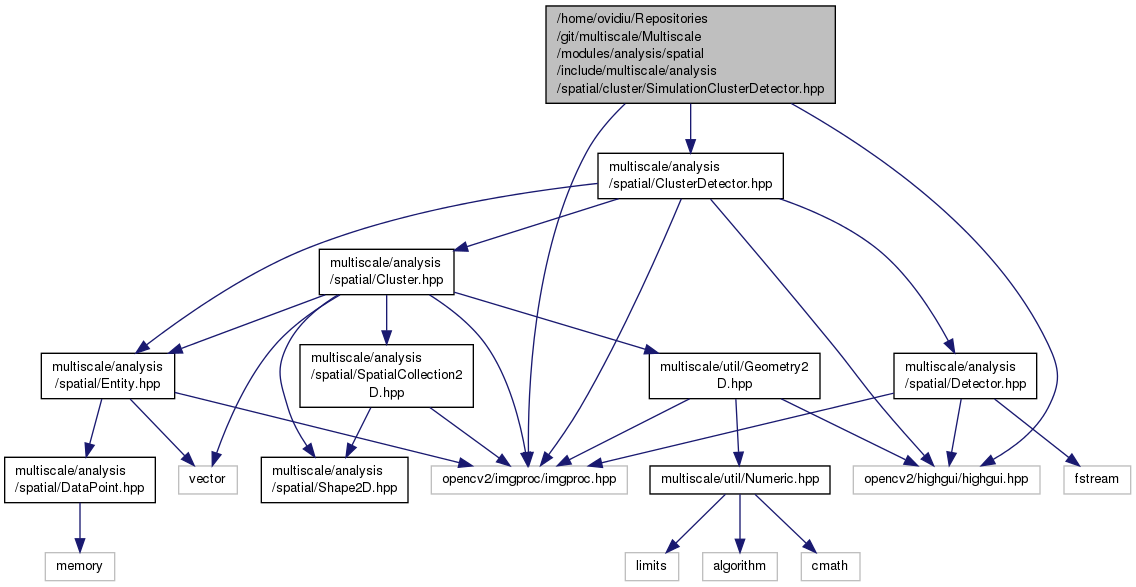 /home/ovidiu/Repositories
/git/multiscale/Multiscale
/modules/analysis/spatial
/include/multiscale/analysis
/spatial/cluster/SimulationClusterDetector.hpp
multiscale/analysis
/spatial/ClusterDetector.hpp
multiscale/analysis
/spatial/Cluster.hpp
multiscale/analysis
/spatial/Entity.hpp
multiscale/analysis
/spatial/SpatialCollection2
D.hpp
multiscale/util/Geometry2
D.hpp
multiscale/analysis
/spatial/Detector.hpp
multiscale/analysis
/spatial/DataPoint.hpp
vector
multiscale/analysis
/spatial/Shape2D.hpp
opencv2/imgproc/imgproc.hpp
multiscale/util/Numeric.hpp
opencv2/highgui/highgui.hpp
fstream
memory
limits
algorithm
cmath